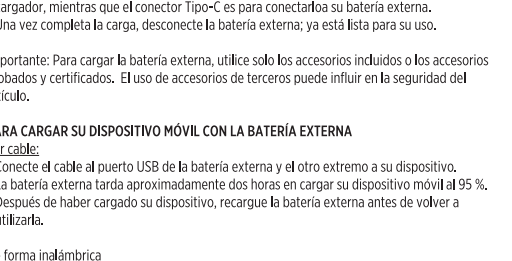 argador, mientras que el conector Tipo-C es para conectarloa su batería externa.
Una vez completa la carga, desconecte la batería externa; ya está lista para su uso.
portante: Para cargar la batería externa, utilice solo los accesorios incluidos o los accesorios
obados y certificados. El uso de accesorios de terceros puede influir en la seguridad del
ículo.
ARA CARGAR SU DISPOSITIVO MÓVIL CON LA BATERÍA EXTERNA
r cable:
Conecte el cable al puerto USB de la batería externa y el otro extremo a su dispositivo.
La batería externa tarda aproximadamente dos horas en cargar su dispositivo móvil al 95 %.
Después de haber cargado su dispositivo, recargue la batería externa antes de volver a
utilizarla.
forma inalámbrica